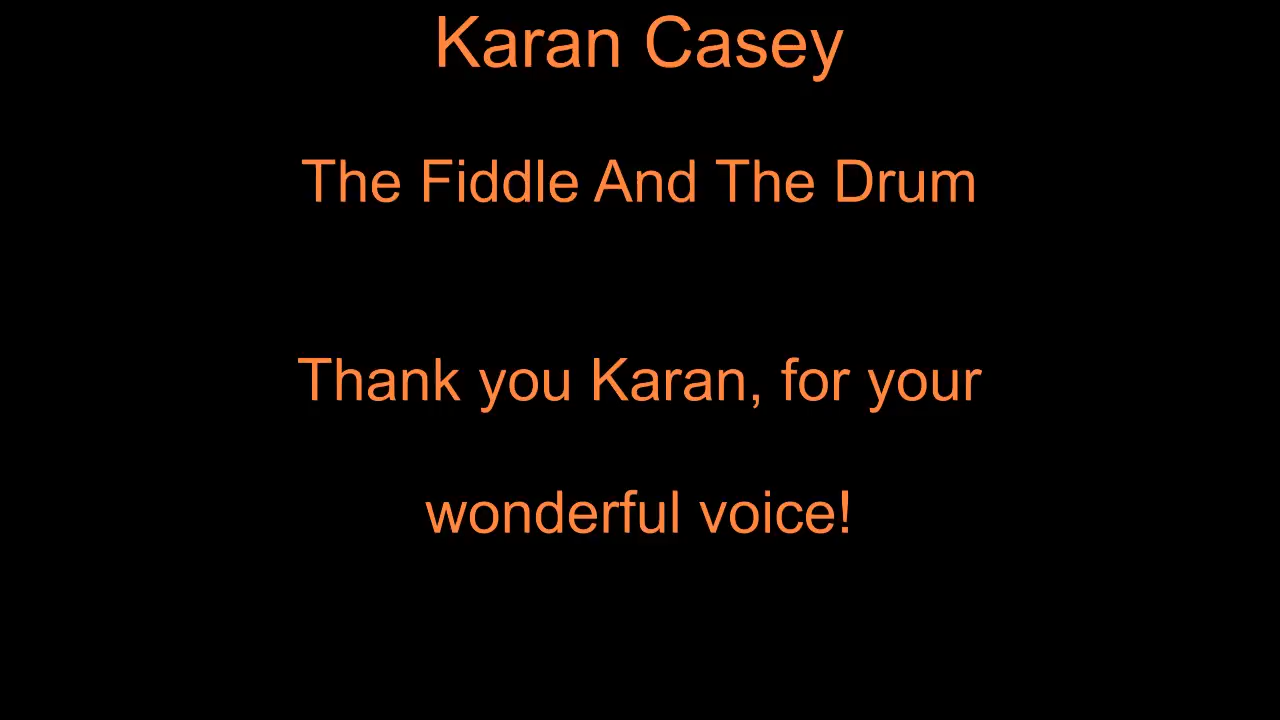 Karan Casey
The Fiddle And The Drum
Thank you Karan, for your
wonderful voice!